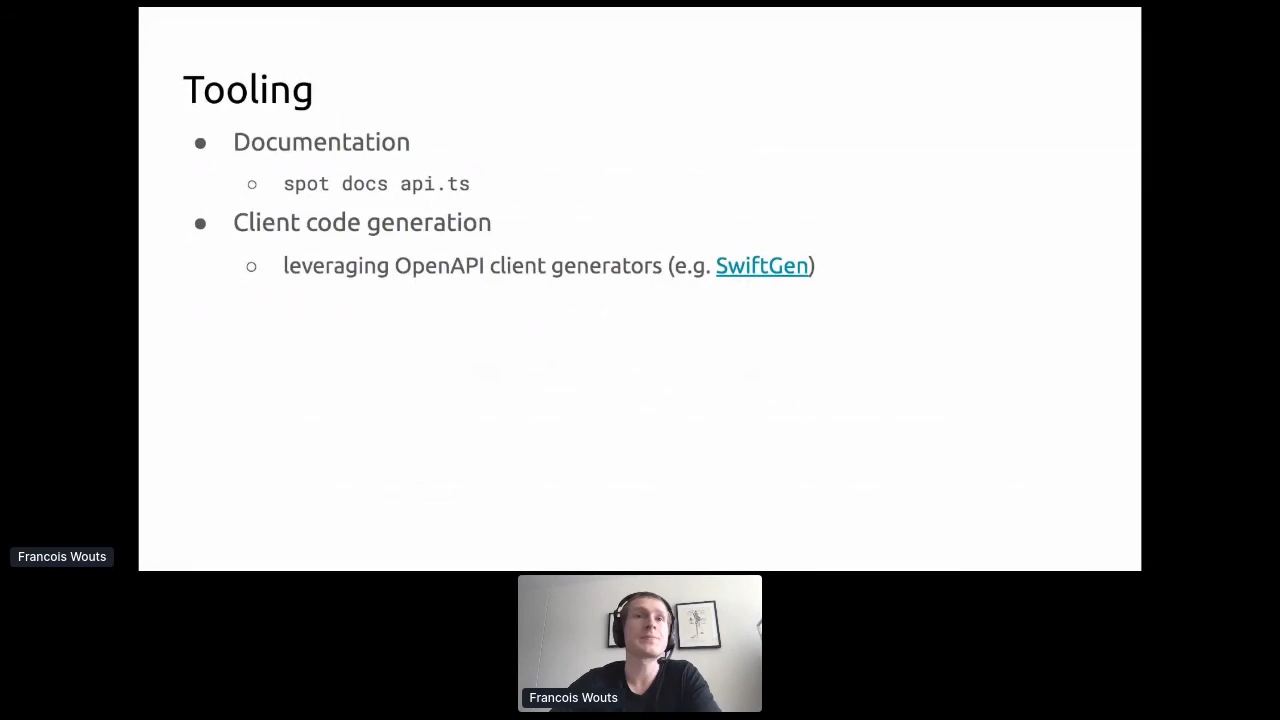 Tooling
● Documentation
○ spot docs api.ts
● Client code generation
○ leveraging OpenAPI client generators (e.g. SwiftGen)
Francois Wouts
Francois Wouts